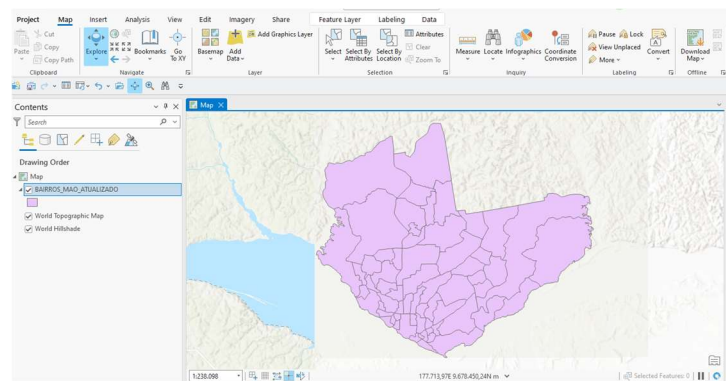 Project Map Insert Analysis View Edit Imagery Share Feature Layer Labeling Data
Cut
Copy
Copy Path
Paste
Clipboard
Explore
Bookmarks
Go To XY
Navigate
Basemap
Add Data
Add Graphics Layer
Layer
Select
Select By Attributes
Select By Location
Attributes
Clear
Zoom To
Selection
Measure
Locate
Infographics
Coordinate Conversion
Inquiry
Pause
Lock
View Unplaced
More
Convert
Labeling
Download Map
Offline
Contents
Search
Drawing Order
Map
BAIRROS_MAO_ATUALIZADO
World Topographic Map
World Hillshade
Map
1:238.098
177.713,97E 9.678.450,24N m
Selected Features: 0